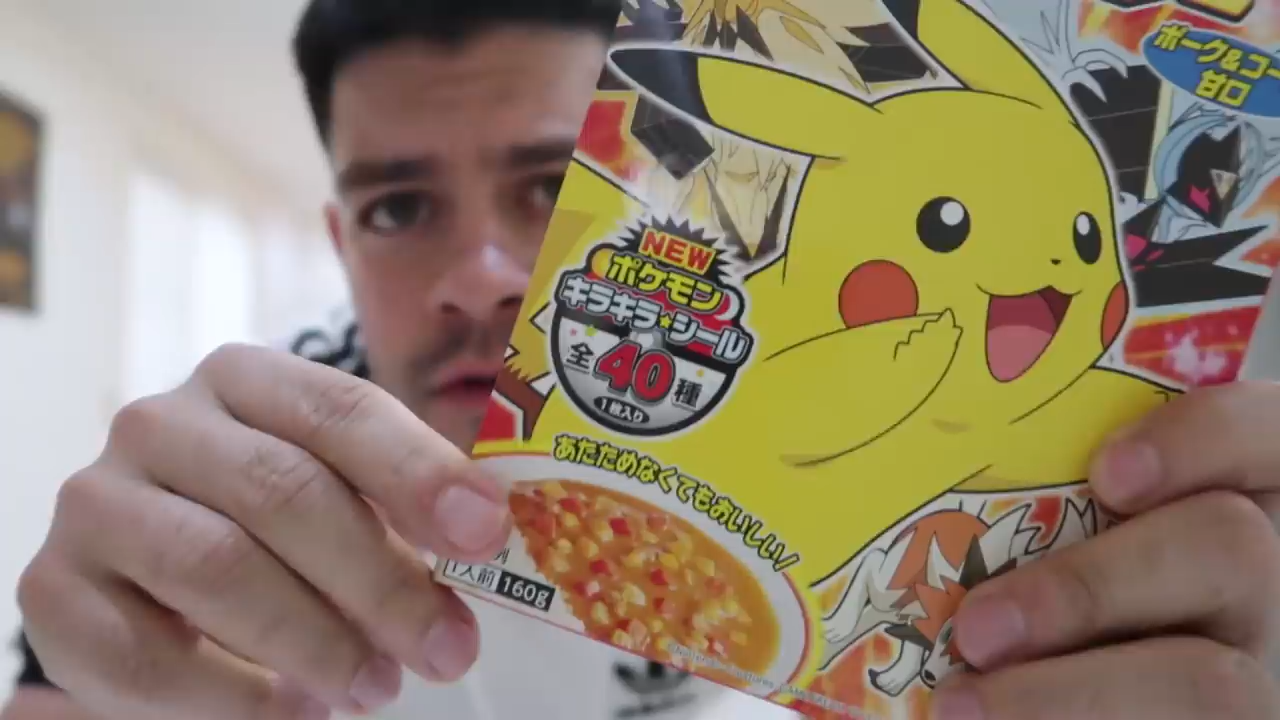 ポーク&コー
甘口
NEW
ポケモン
キラキラ★シール
全40種
1枚入り
あたためなくてもおいしい!
1人前 160g